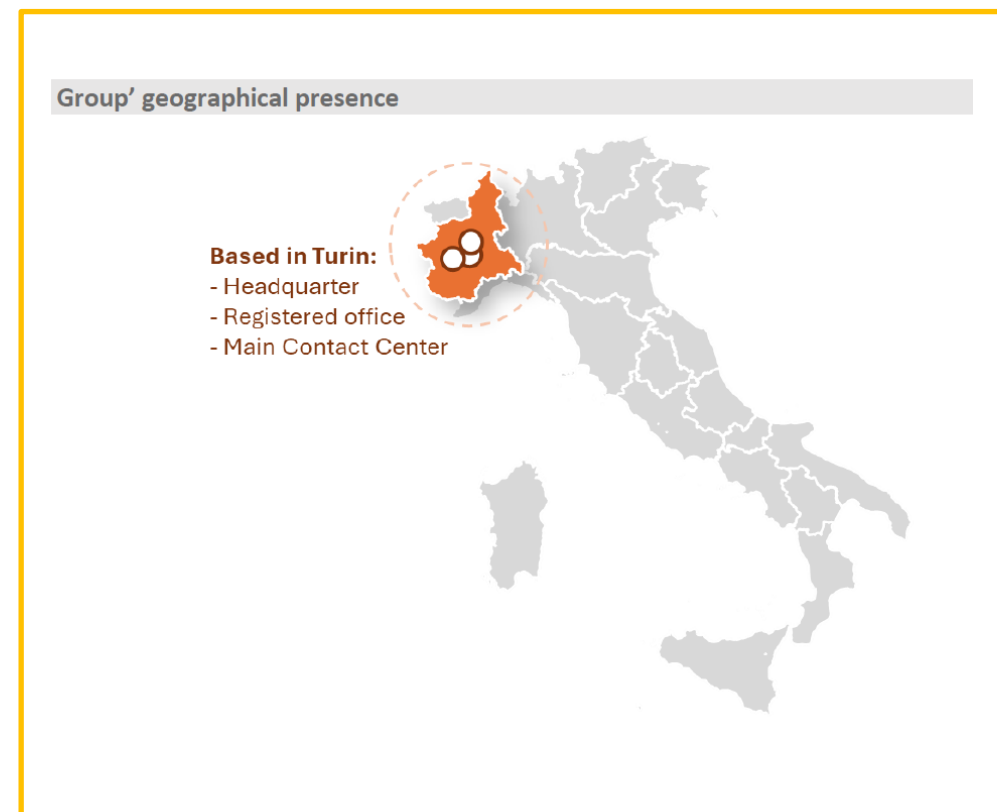 Group’ geographical presence
Based in Turin:
- Headquarter
- Registered office
- Main Contact Center